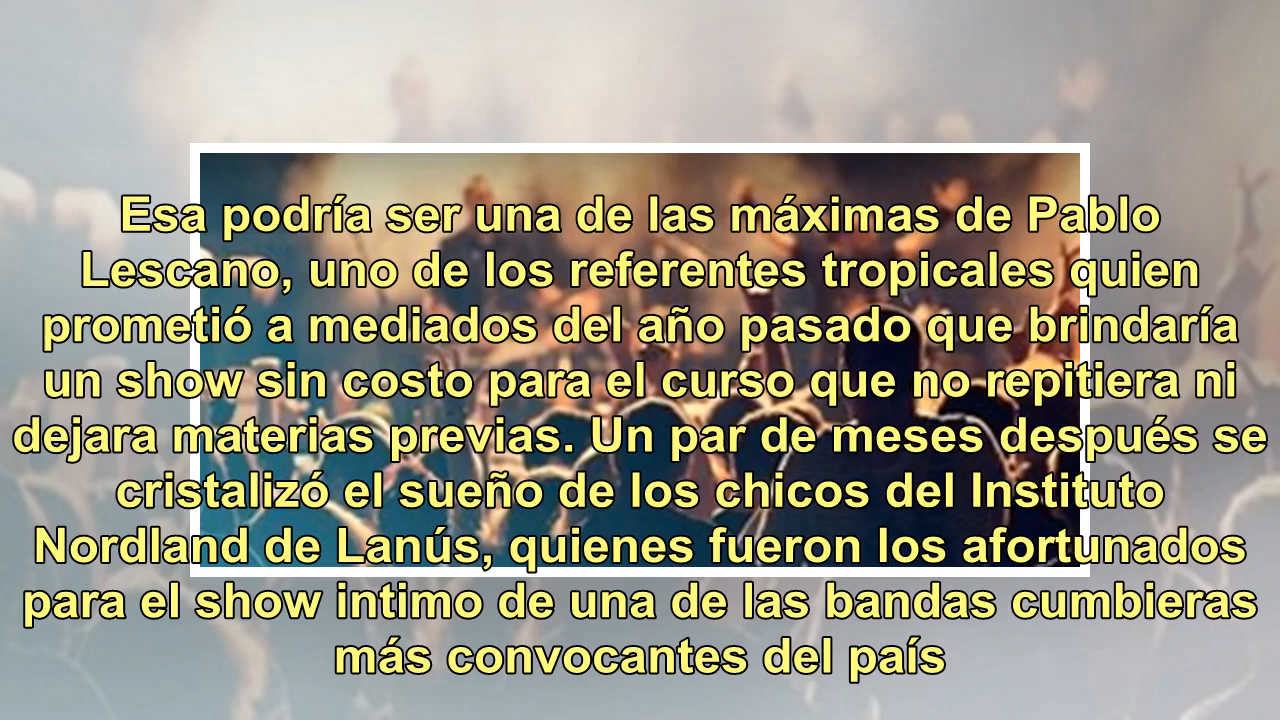 Esa podría ser una de las máximas de Pablo
Lescano, uno de los referentes tropicales quien
prometió a mediados del año pasado que brindaría
un show sin costo para el curso que no repitiera ni
dejara materias previas. Un par de meses después se
cristalizó el sueño de los chicos del Instituto
Nordland de Lanús, quienes fueron los afortunados
para el show intimo de una de las bandas cumbieras
más convocantes del país